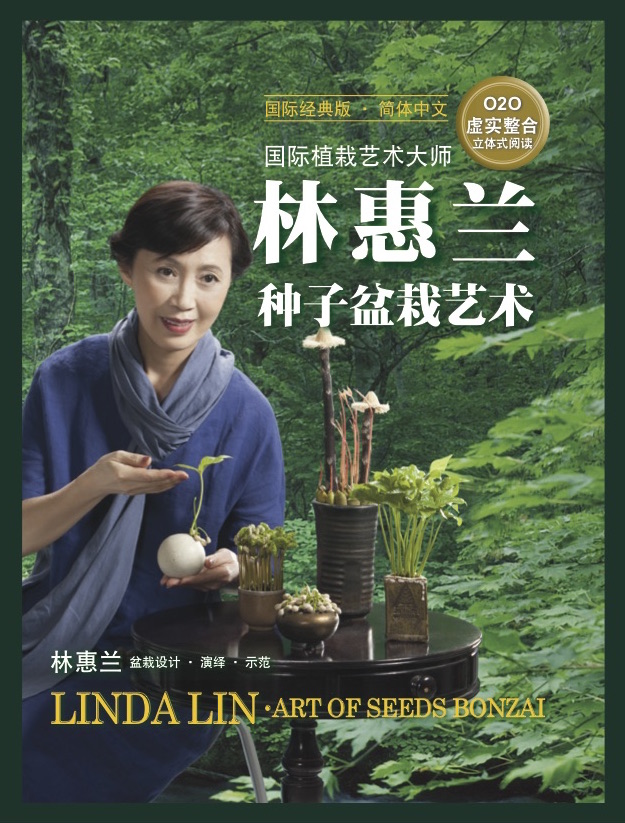 国际经典版 · 简体中文
O2O
虚实整合
立体式阅读
国际植栽艺术大师
林惠兰
种子盆栽艺术
林惠兰 盆栽设计 · 演绎 · 示范
LINDA LIN · ART OF SEEDS BONZAI